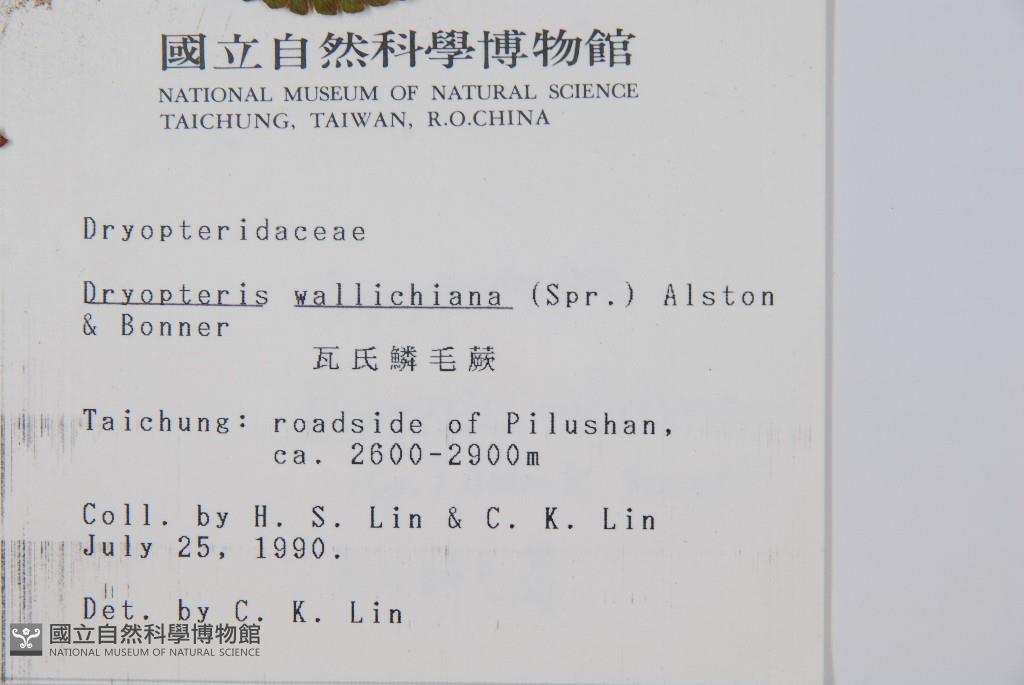 國立自然科學博物館
NATIONAL MUSEUM OF NATURAL SCIENCE
TAICHUNG, TAIWAN, R.O.CHINA
Dryopteridaceae
Dryopteris wallichiana (Spr.) Alston
& Bonner
瓦氏鱗毛蕨
Taichung: roadside of Pilushan,
ca. 2600-2900m
Coll. by H. S. Lin & C. K. Lin
July 25, 1990.
Det. by C. K. Lin
國立自然科學博物館
NATIONAL MUSEUM OF NATURAL SCIENCE